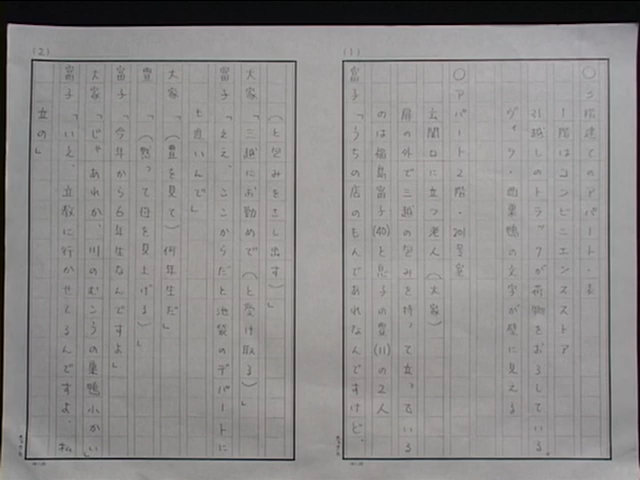 (1)
〇3階建てのアパート・表
1階はコンビニエンスストア
引越しのトラックが荷物をおろしている。
ヴィラ・西巣鴨の文字が壁に見える
〇アパート2階・201号室
玄関口に立つ老人(大家)
扉の外で三越の包みを持って立っている
のは福島富子(40)と息子の豊(11)の2人
富子「うちの店のもんであれなんですけど」
(2)
(と包みをさし出す)」
大家「三越にお勤めで(と受け取る)」
富子「ええ、ここからだと池袋のデパートに
も近いんで」
大家「(豊を見て)何年生だ」
豊「(黙って母を見上げる)」
富子「今年から6年生なんですよ」
大家「じゃあれか、川のむこうの巣鴨小かい」
富子「いえ、立教に行かせてるんですよ、私
立の」